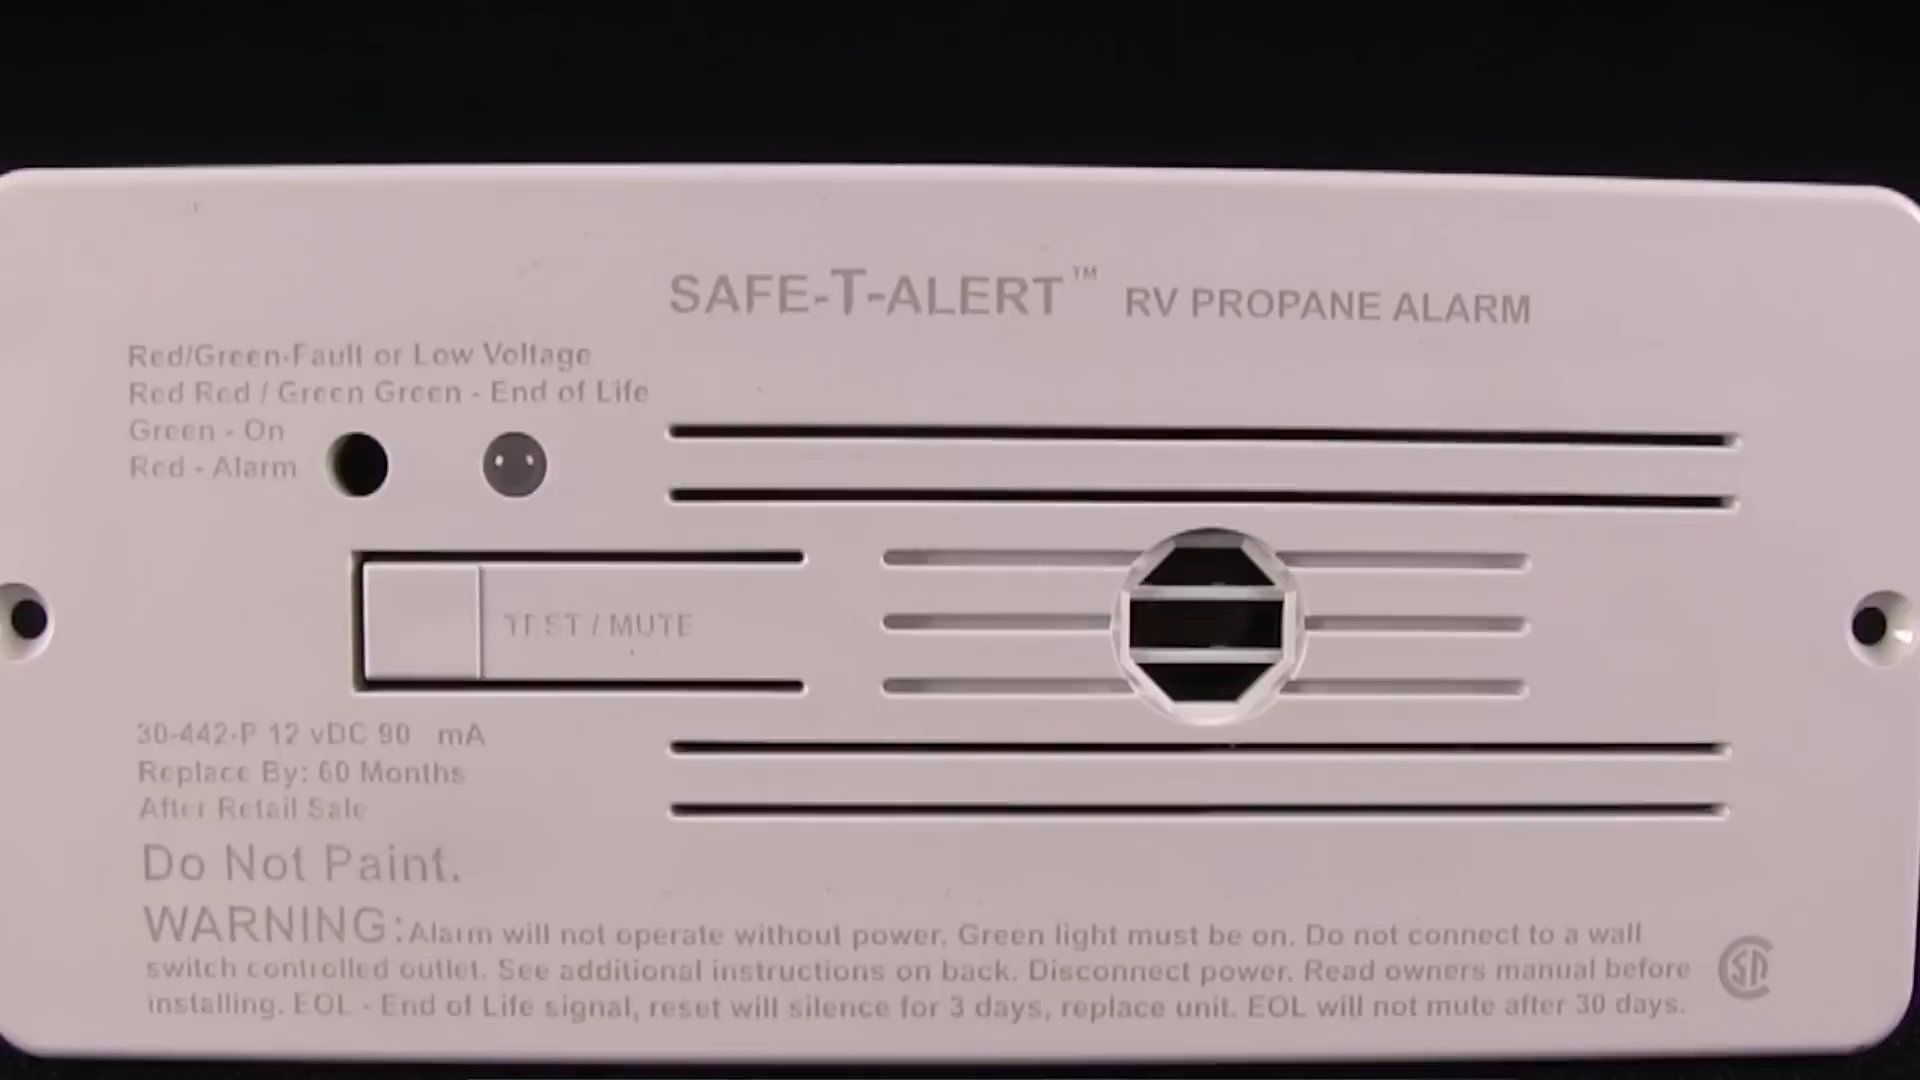 SAFE-T-ALERT™ RV PROPANE ALARM
Red/Green-Fault or Low Voltage
Red Red / Green Green - End of Life
Green - On
Red - Alarm
TEST / MUTE
30-442-P 12 vDC 90 mA
Replace By: 60 Months
After Retail Sale
Do Not Paint.
WARNING: Alarm will not operate without power. Green light must be on. Do not connect to a wall
switch controlled outlet. See additional instructions on back. Disconnect power. Read owners manual before
installing. EOL - End of Life signal, reset will silence for 3 days, replace unit. EOL will not mute after 30 days.